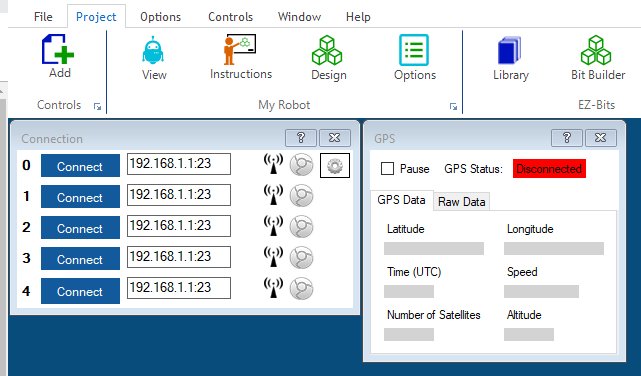 File Project Options Controls Window Help
Add View Instructions Design Options Library Bit Builder
Controls My Robot EZ-Bits
Connection ?
0 Connect 192.168.1.1:23
1 Connect 192.168.1.1:23
2 Connect 192.168.1.1:23
3 Connect 192.168.1.1:23
4 Connect 192.168.1.1:23
GPS ?
Pause GPS Status: Disconnected
GPS Data Raw Data
Latitude Longitude
Time (UTC) Speed
Number of Satellites Altitude